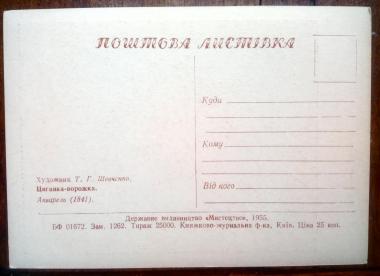 ПОШТОВА ЛИСТІВКА
Куди
Кому
Від кого
Художник Т. Г. Шевченко.
Циганка-ворожка.
Акварель (1841).
Державне видавництво «Мистецтво», 1955.
БФ 01672. Зам. 1262. Тираж 25000. Книжково-журнальна ф-ка, Київ. Ціна 25 коп.